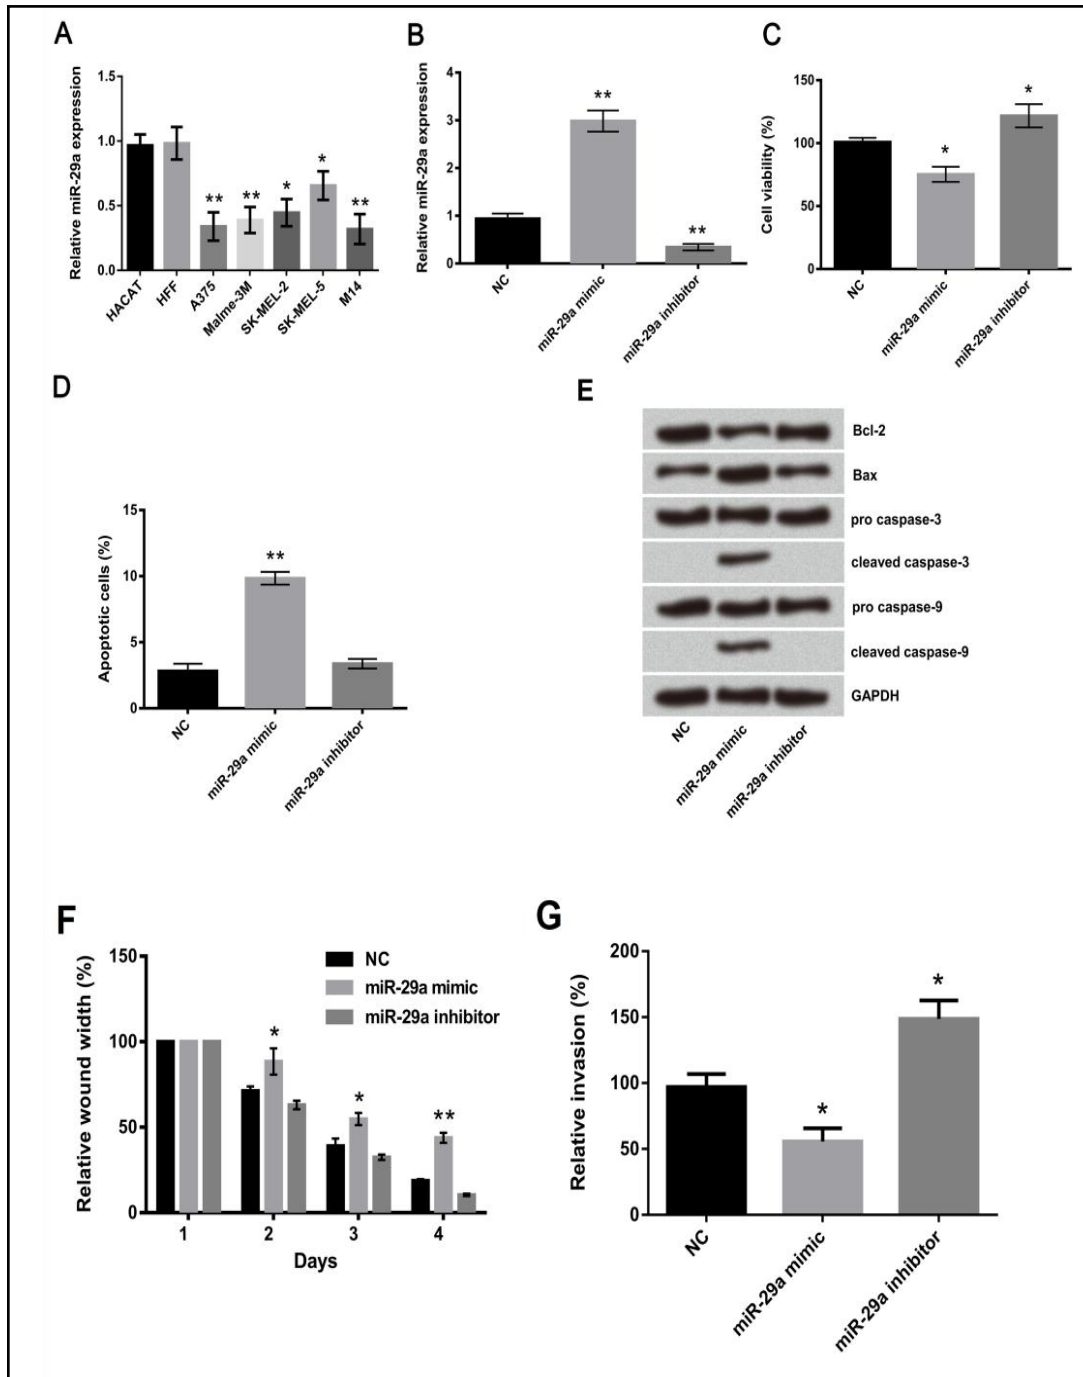 A
Relative miR-29a expression
1.5
1.0
0.5
0.0
**
**
*
*
**
HACAT
HFF
A375
Malme-3M
SK-MEL-2
SK-MEL-5
M14
B
Relative miR-29a expression
4
3
2
1
0
**
**
NC
miR-29a mimic
miR-29a inhibitor
C
Cell viability (%)
150
100
50
0
*
*
NC
miR-29a mimic
miR-29a inhibitor
D
Apoptotic cells (%)
15
10
5
0
**
NC
miR-29a mimic
miR-29a inhibitor
E
Bcl-2
Bax
pro caspase-3
cleaved caspase-3
pro caspase-9
cleaved caspase-9
GAPDH
NC
miR-29a mimic
miR-29a inhibitor
F
Relative wound width (%)
150
100
50
0
NC
miR-29a mimic
miR-29a inhibitor
*
*
**
1 2 3 4
Days
G
Relative invasion (%)
200
150
100
50
0
*
*
NC
miR-29a mimic
miR-29a inhibitor